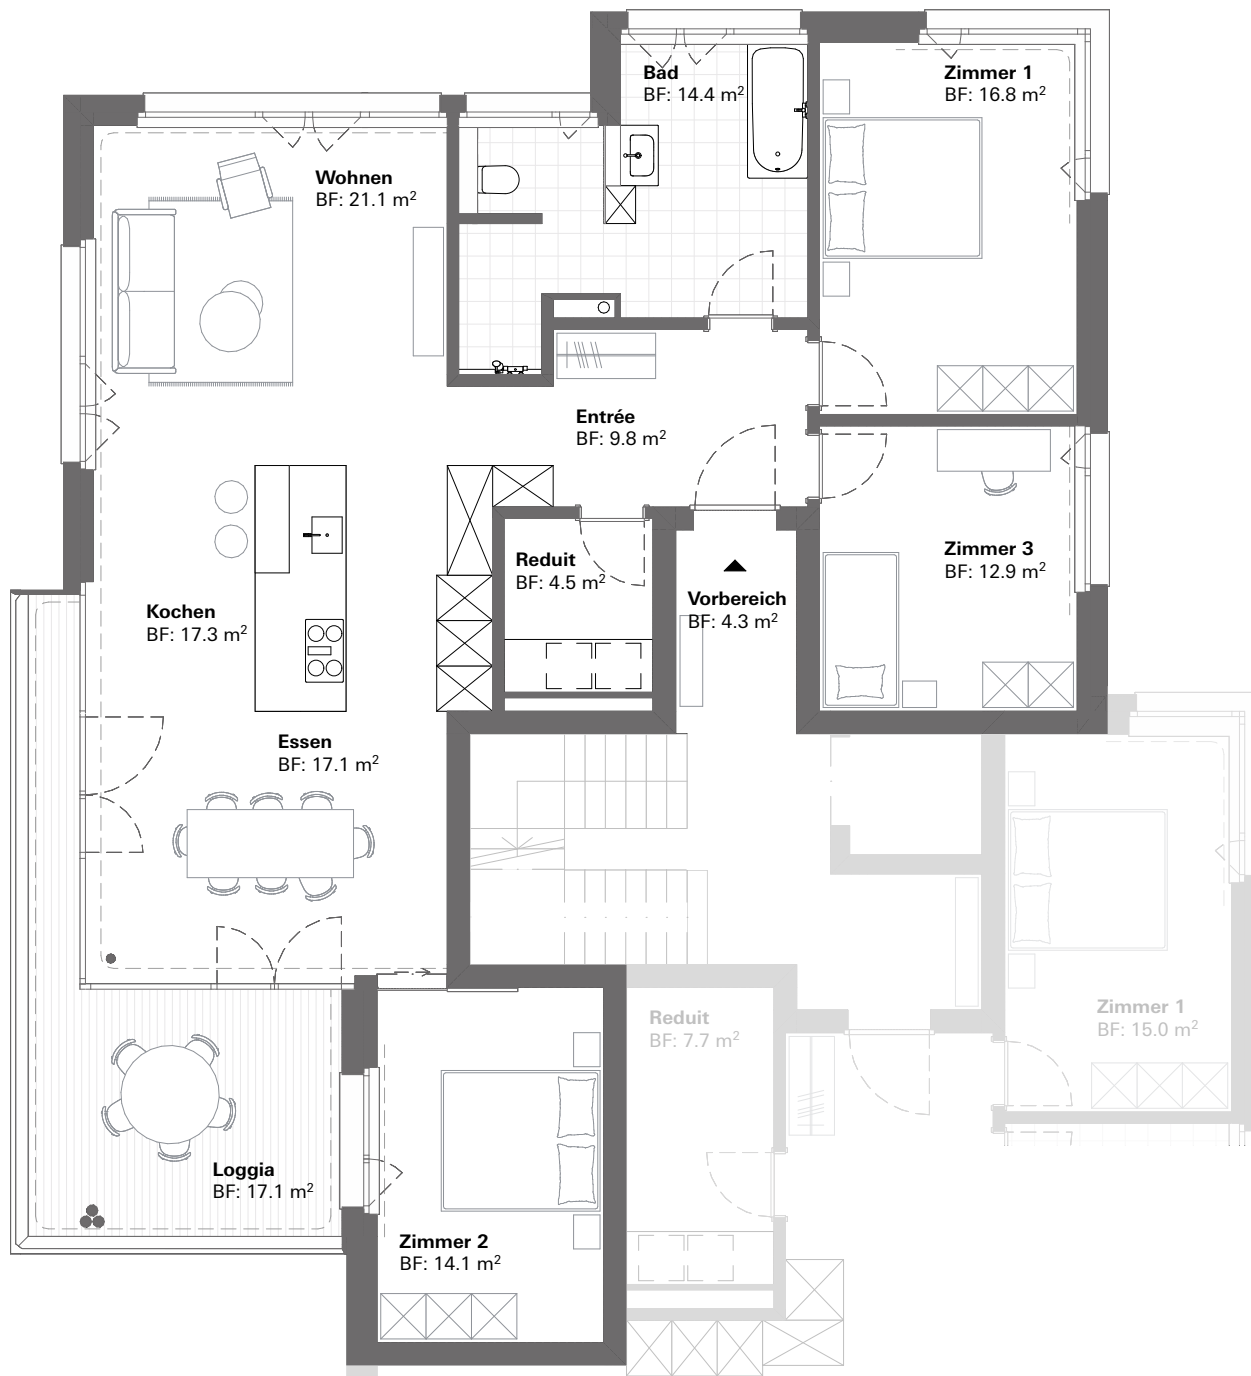 Bad
BF: 14.4 m²
Zimmer 1
BF: 16.8 m²
Wohnen
BF: 21.1 m²
Entrée
BF: 9.8 m²
Reduit
BF: 4.5 m²
Zimmer 3
BF: 12.9 m²
Vorbereich
BF: 4.3 m²
Kochen
BF: 17.3 m²
Essen
BF: 17.1 m²
Reduit
BF: 7.7 m²
Zimmer 1
BF: 15.0 m²
Loggia
BF: 17.1 m²
Zimmer 2
BF: 14.1 m²